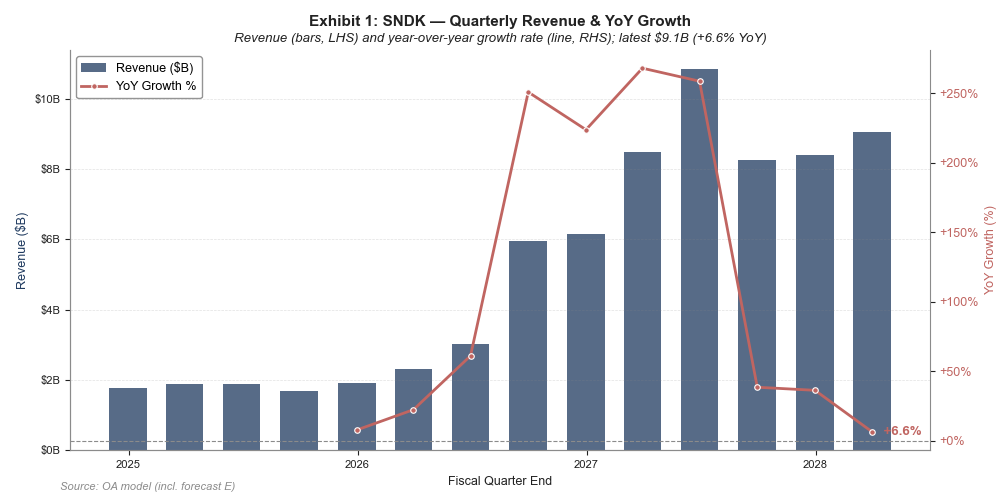 Exhibit 1: SNDK — Quarterly Revenue & YoY Growth
Revenue (bars, LHS) and year-over-year growth rate (line, RHS); latest $9.1B (+6.6% YoY)
Revenue ($B)
YoY Growth %
$10B
$8B
$6B
$4B
$2B
$0B
Revenue ($B)
+250%
+200%
+150%
+100%
+50%
+0%
YoY Growth (%)
+6.6%
2025
2026
2027
2028
Fiscal Quarter End
Source: OA model (incl. forecast E)